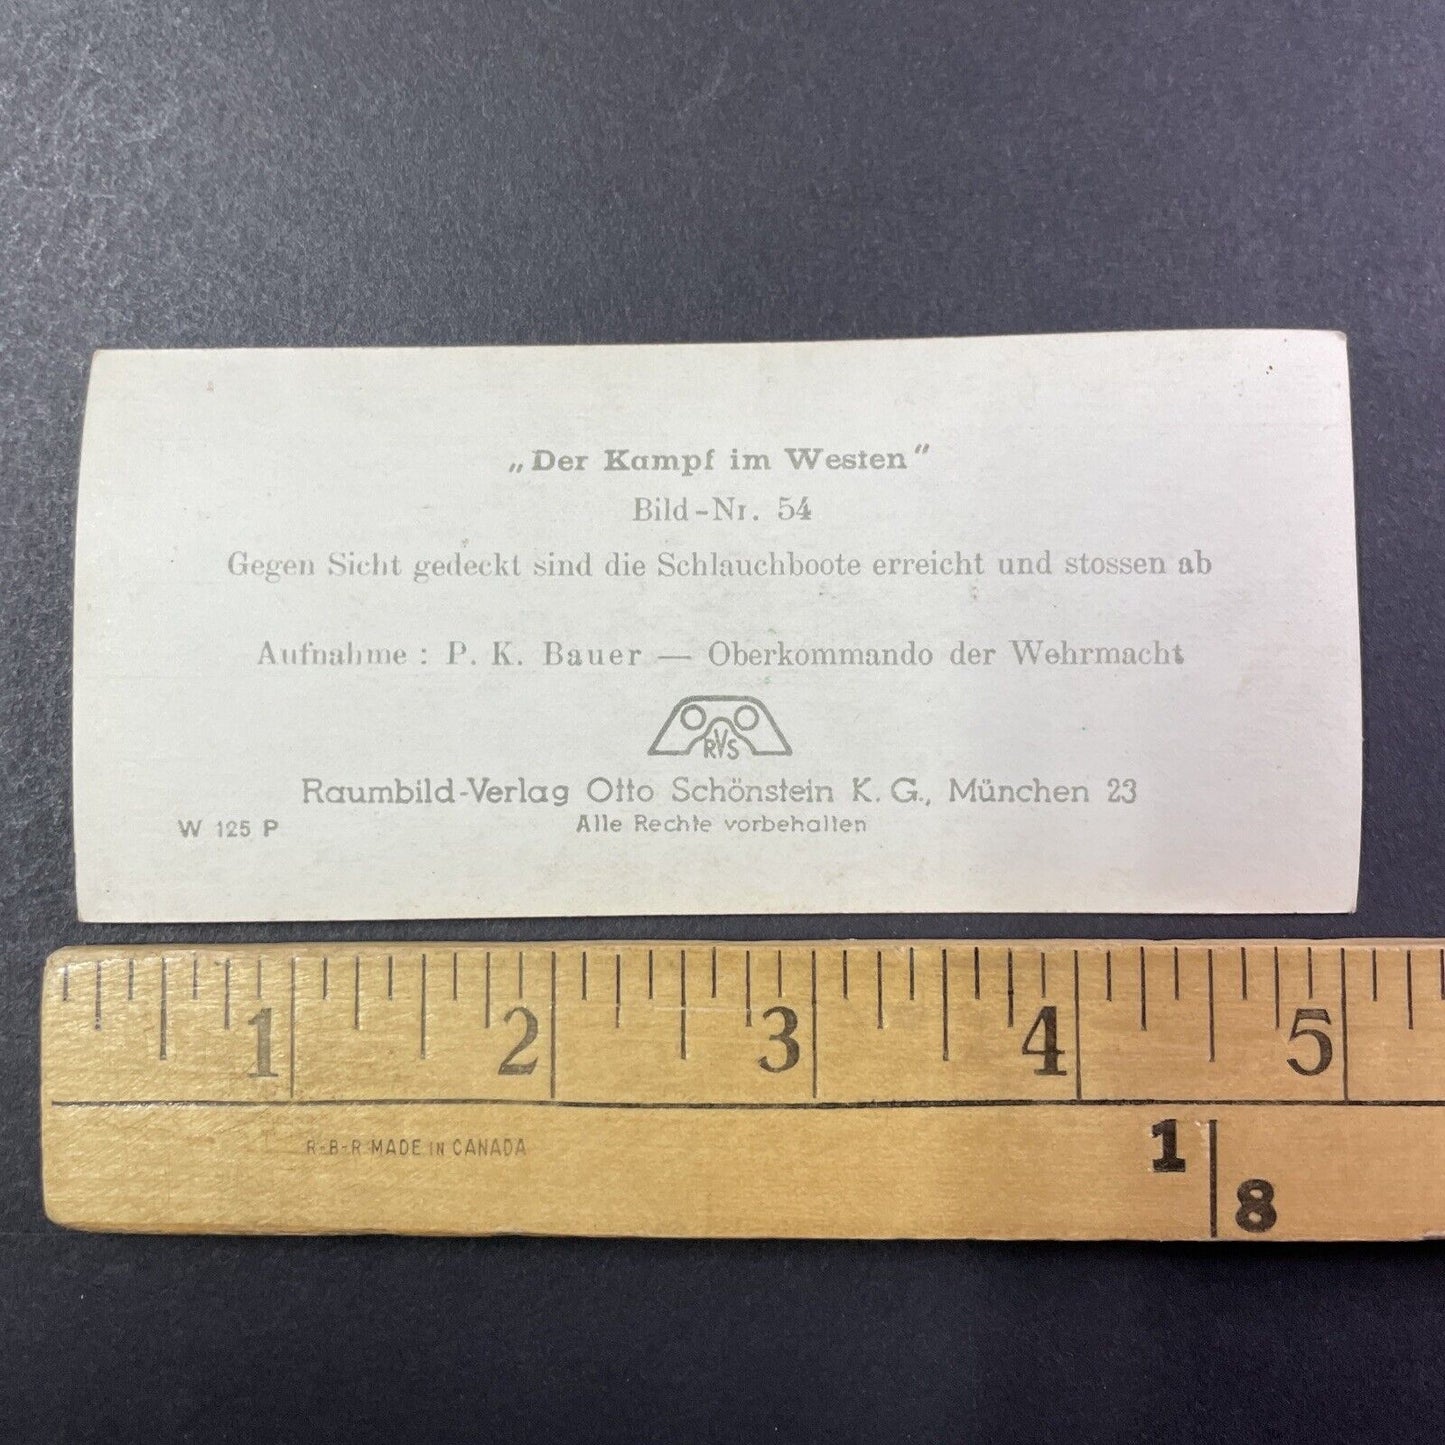 „Der Kampf im Westen"
Bild-Nr. 54
Gegen Sicht gedeckt sind die Schlauchboote erreicht und stossen ab
Aufnahme : P. K. Bauer — Oberkommando der Wehrmacht
RVS
Raumbild-Verlag Otto Schönstein K. G., München 23
W 125 P
Alle Rechte vorbehalten
1 2 3 4 5
R-B-R MADE IN CANADA
1
8